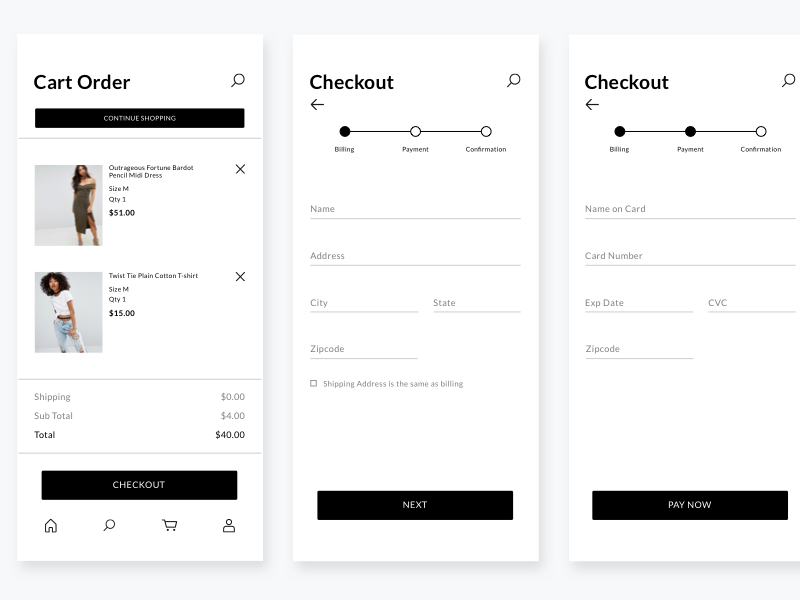 Cart Order
CONTINUE SHOPPING
Outrageous Fortune Bardot
Pencil Midi Dress
Size M
Qty 1
$51.00
Twist Tie Plain Cotton T-shirt
Size M
Qty 1
$15.00
Shipping $0.00
Sub Total $4.00
Total $40.00
CHECKOUT
Checkout
Billing Payment Confirmation
Name
Address
City State
Zipcode
Shipping Address is the same as billing
NEXT
Checkout
Billing Payment Confirmation
Name on Card
Card Number
Exp Date CVC
Zipcode
PAY NOW